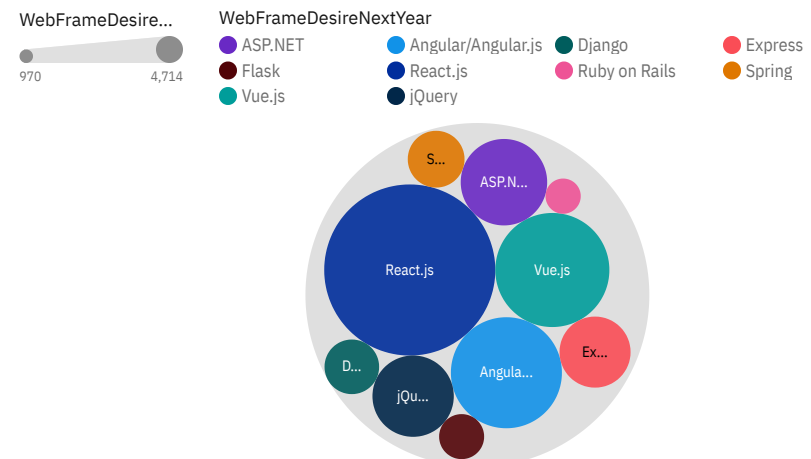 WebFrameDesire...
970
4,714
WebFrameDesireNextYear
ASP.NET
Angular/Angular.js
Django
Express
Flask
React.js
Ruby on Rails
Spring
Vue.js
jQuery
S...
ASP.N...
React.js
Vue.js
Ex...
D...
Angula...
jQu...